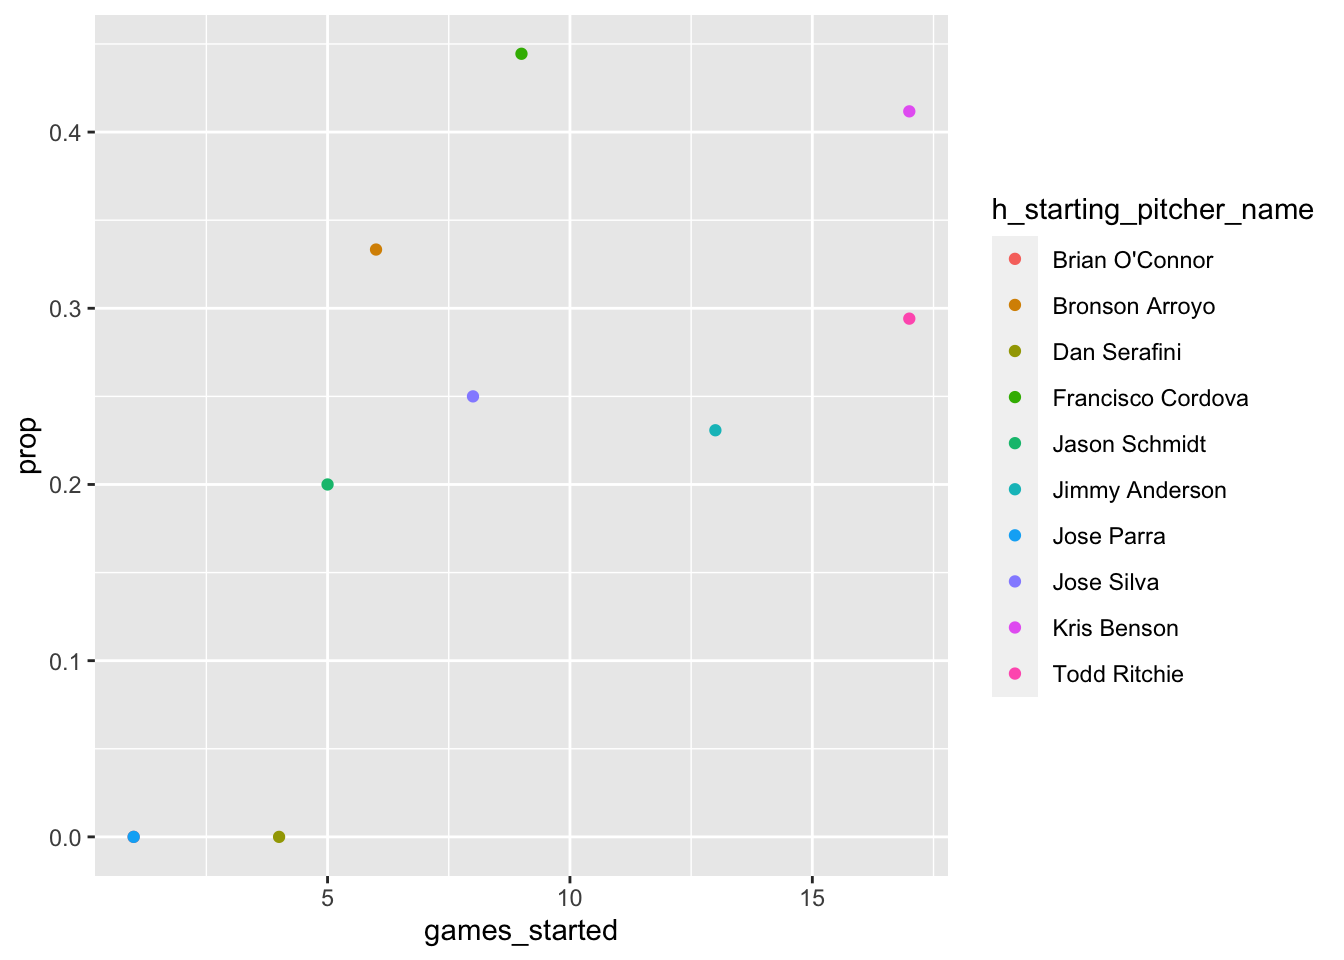 0.4
0.3
0.2
0.1
0.0
prop
5
10
15
games_started
h_starting_pitcher_name
Brian O'Connor
Bronson Arroyo
Dan Serafini
Francisco Cordova
Jason Schmidt
Jimmy Anderson
Jose Parra
Jose Silva
Kris Benson
Todd Ritchie